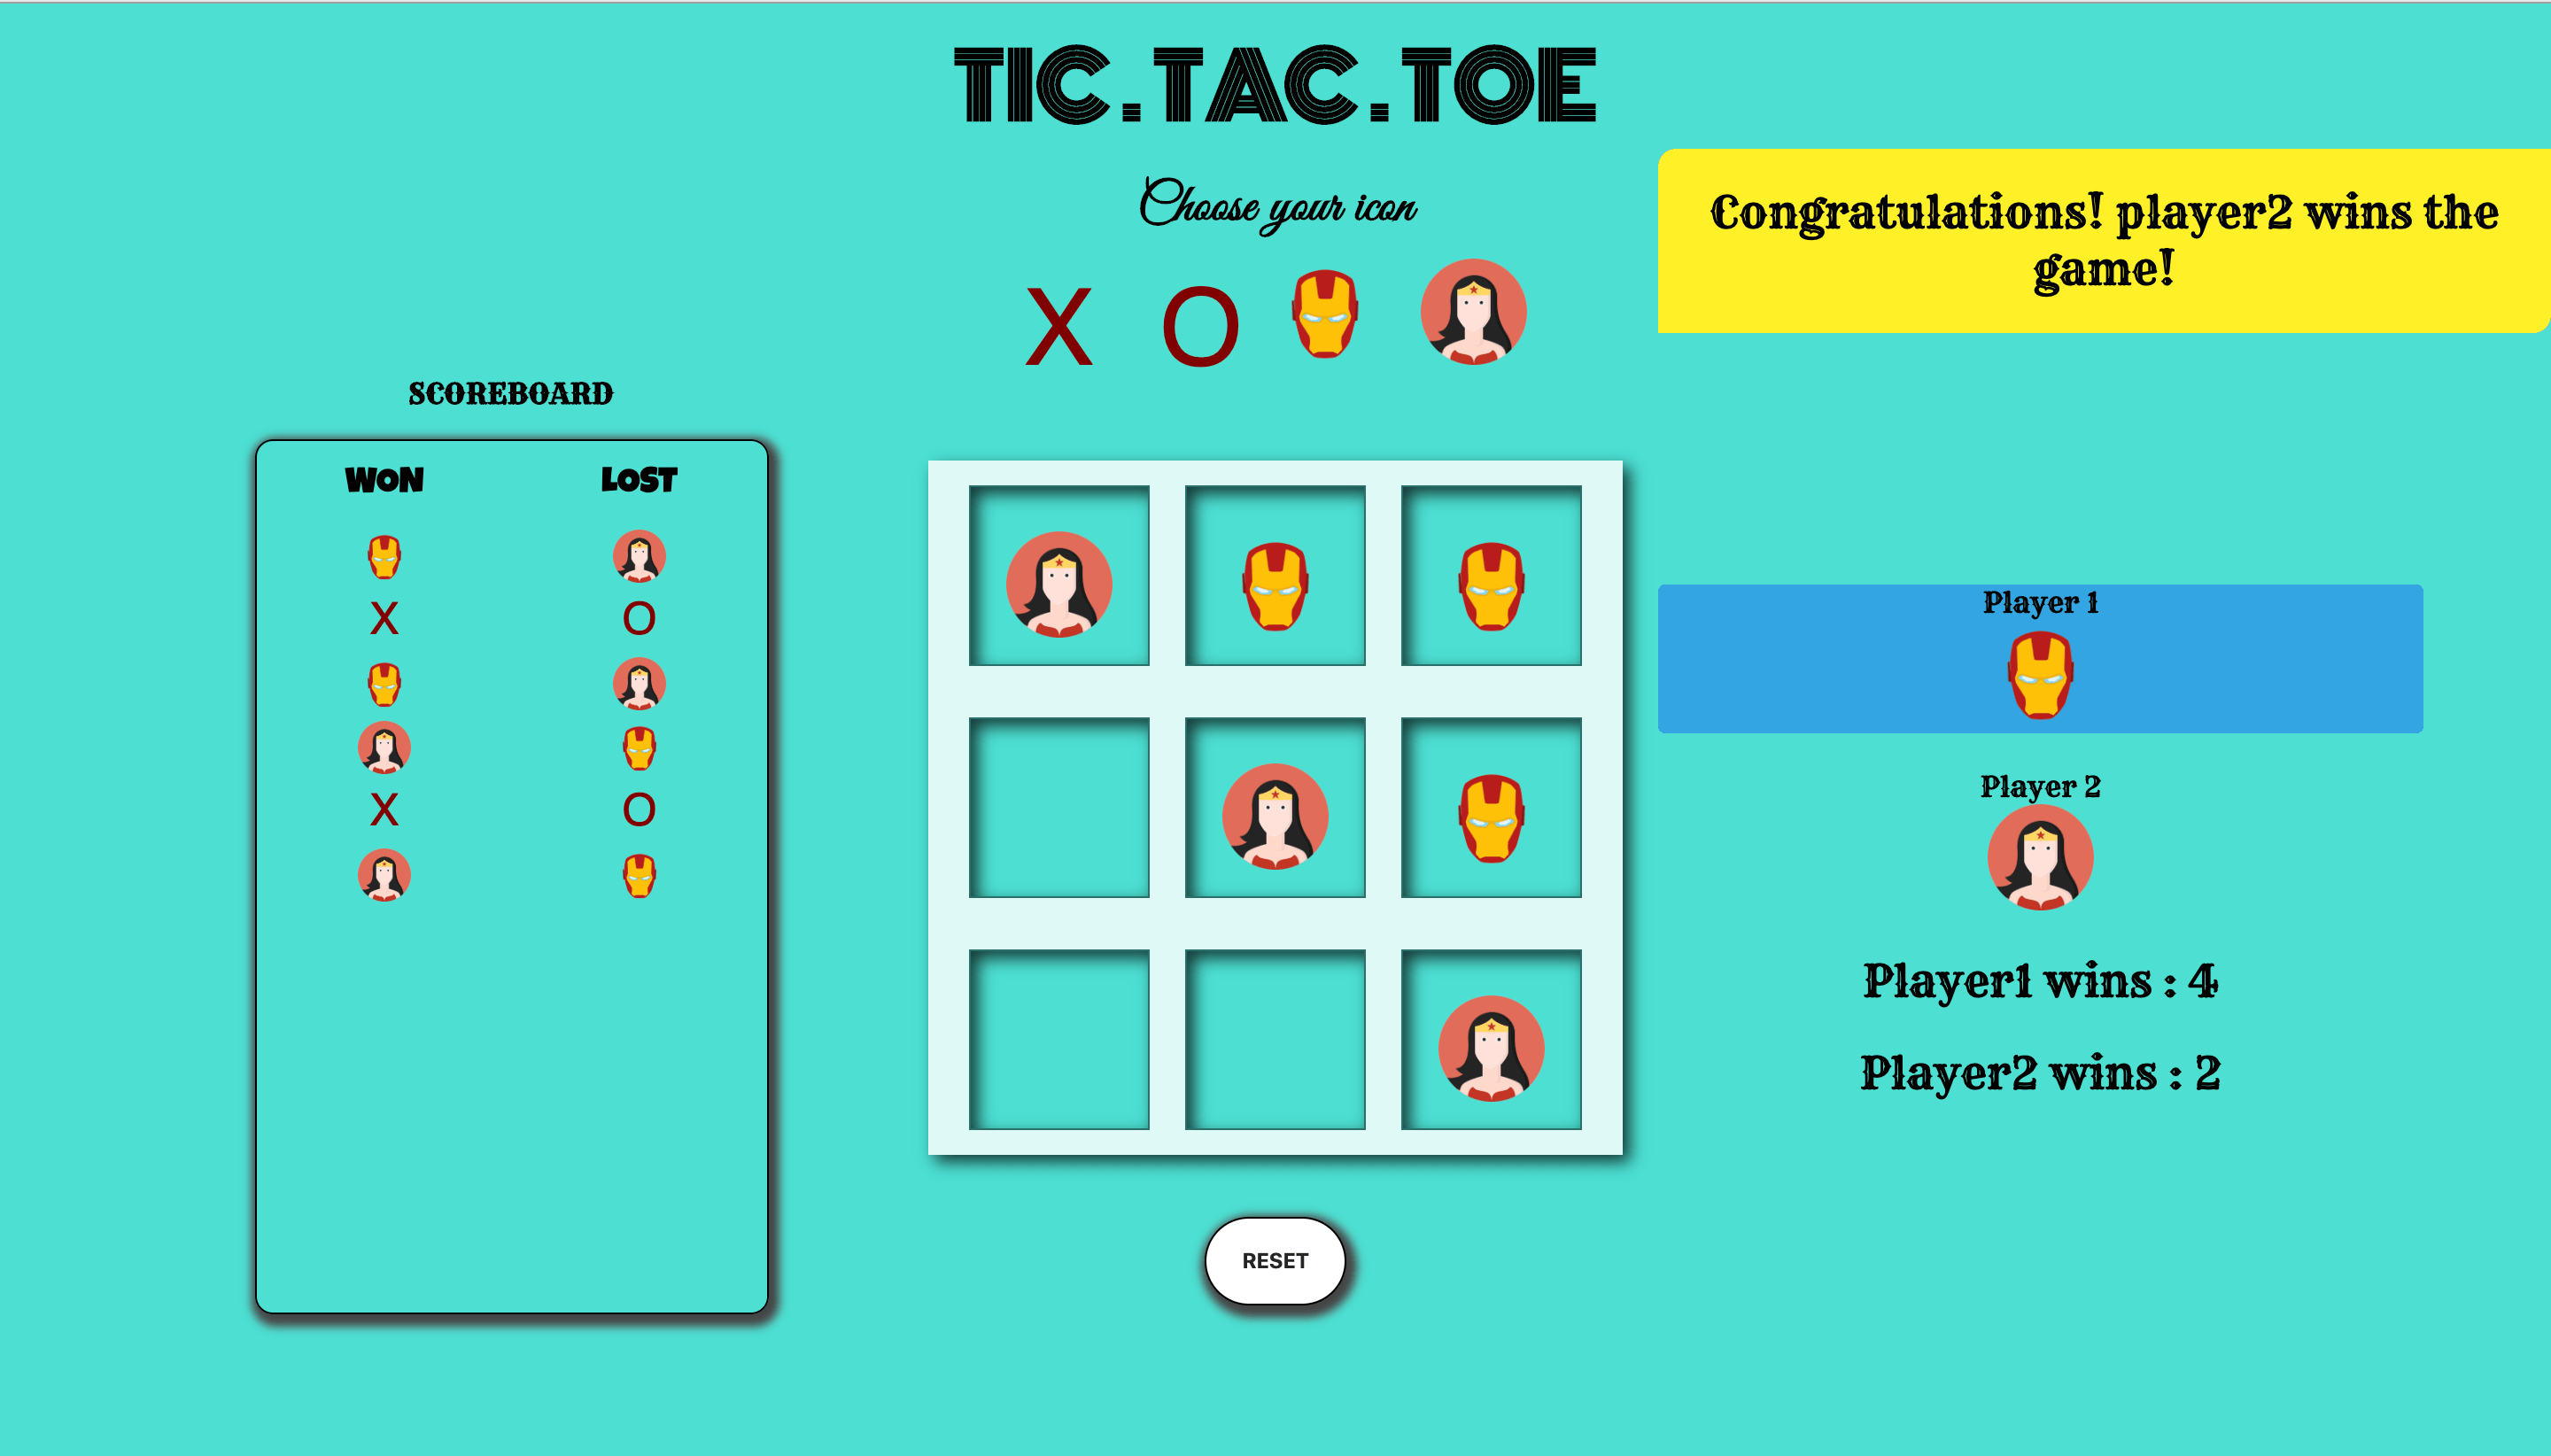 TIC.TAC.TOE
Choose your icon
Congratulations! player2 wins the
game!
X O
SCOREBOARD
WON LOST
X O
X O
Player 1
Player 2
Player1 wins : 4
Player2 wins : 2
RESET